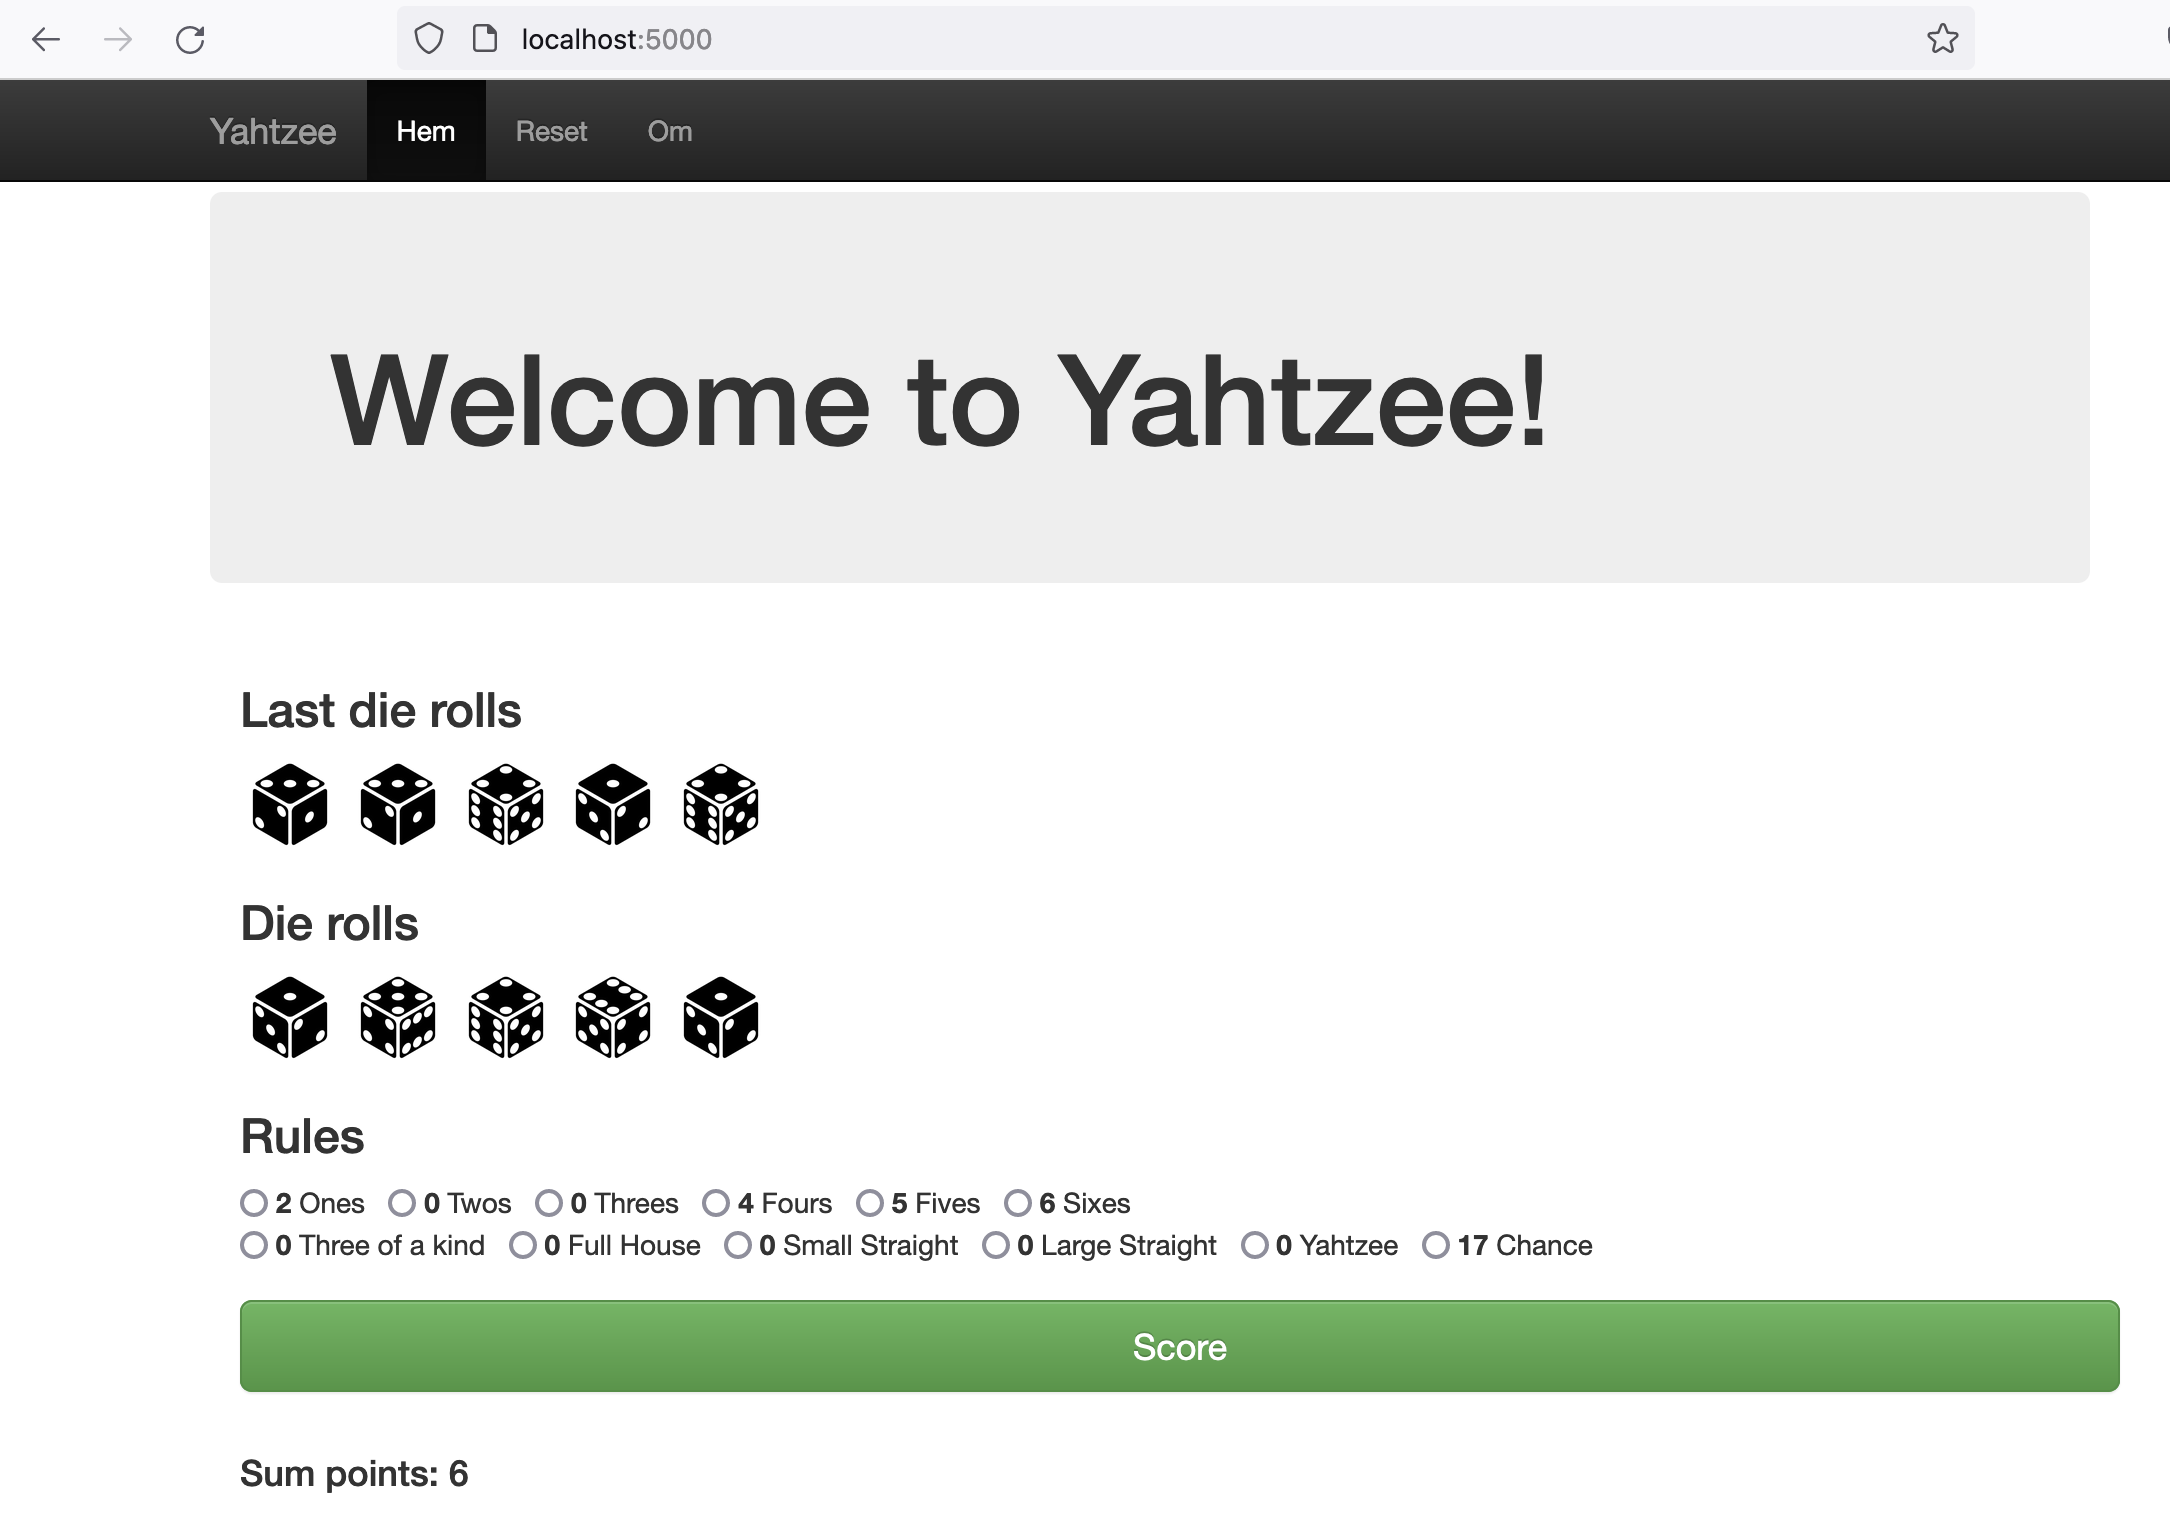 localhost:5000
Yahtzee Hem Reset Om
Welcome to Yahtzee!
Last die rolls
Die rolls
Rules
2 Ones 0 Twos 0 Threes 4 Fours 5 Fives 6 Sixes
0 Three of a kind 0 Full House 0 Small Straight 0 Large Straight 0 Yahtzee 17 Chance
Score
Sum points: 6